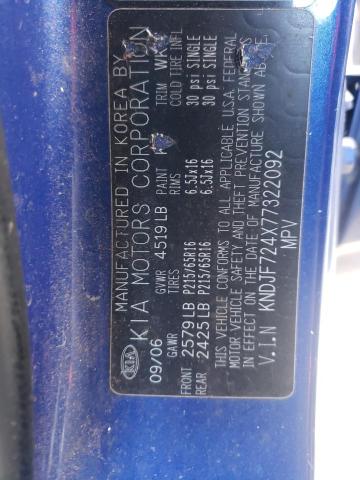 MANUFACTURED IN KOREA BY
KIA KIA MOTORS CORPORATION
09/06 GVWR 4519 LB PAINT TRIM
GAWR TIRES RIMS COLD TIRE INFL
FRONT 2579 LB P215/65R16 6.5Jx16 30 psi SINGLE
REAR 2425 LB P215/65R16 6.5Jx16 30 psi SINGLE
THIS VEHICLE CONFORMS TO ALL APPLICABLE U.S.A. FEDERAL
MOTOR VEHICLE SAFETY AND THEFT PREVENTION STANDARDS
IN EFFECT ON THE DATE OF MANUFACTURE SHOWN ABOVE.
V.I.N KNDJF724X77322092
MPV